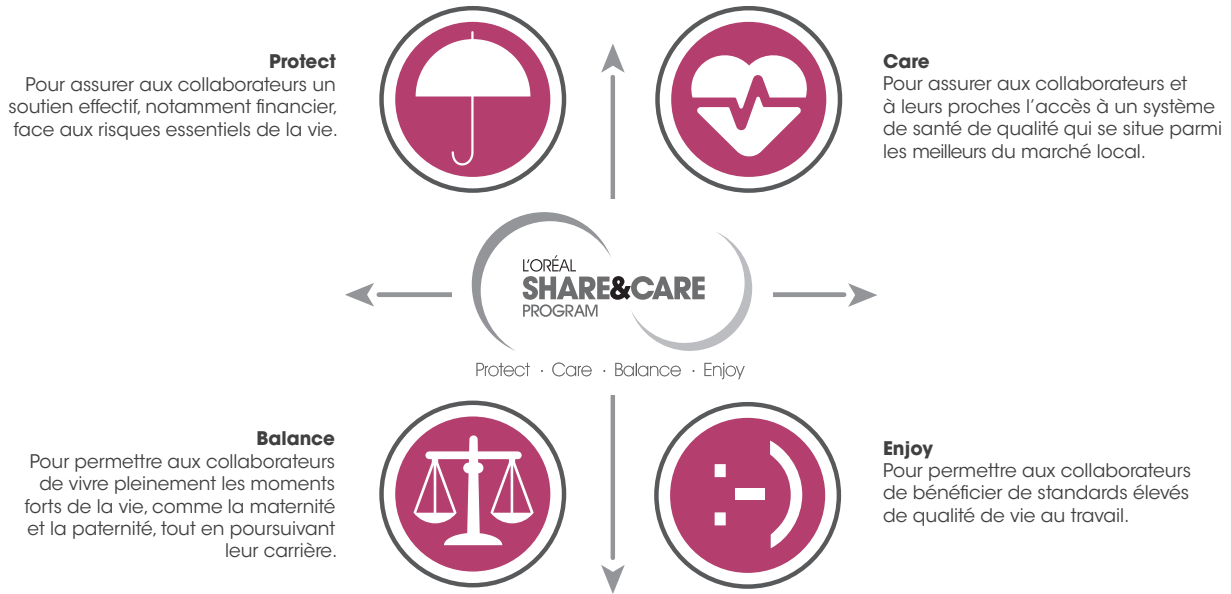 Protect
Pour assurer aux collaborateurs un
soutien effectif, notamment financier,
face aux risques essentiels de la vie.
Care
Pour assurer aux collaborateurs et
à leurs proches l'accès à un système
de santé de qualité qui se situe parmi
les meilleurs du marché local.
L'ORÉAL
SHARE&CARE
PROGRAM
Protect · Care · Balance · Enjoy
Balance
Pour permettre aux collaborateurs
de vivre pleinement les moments
forts de la vie, comme la maternité
et la paternité, tout en poursuivant
leur carrière.
Enjoy
Pour permettre aux collaborateurs
de bénéficier de standards élevés
de qualité de vie au travail.